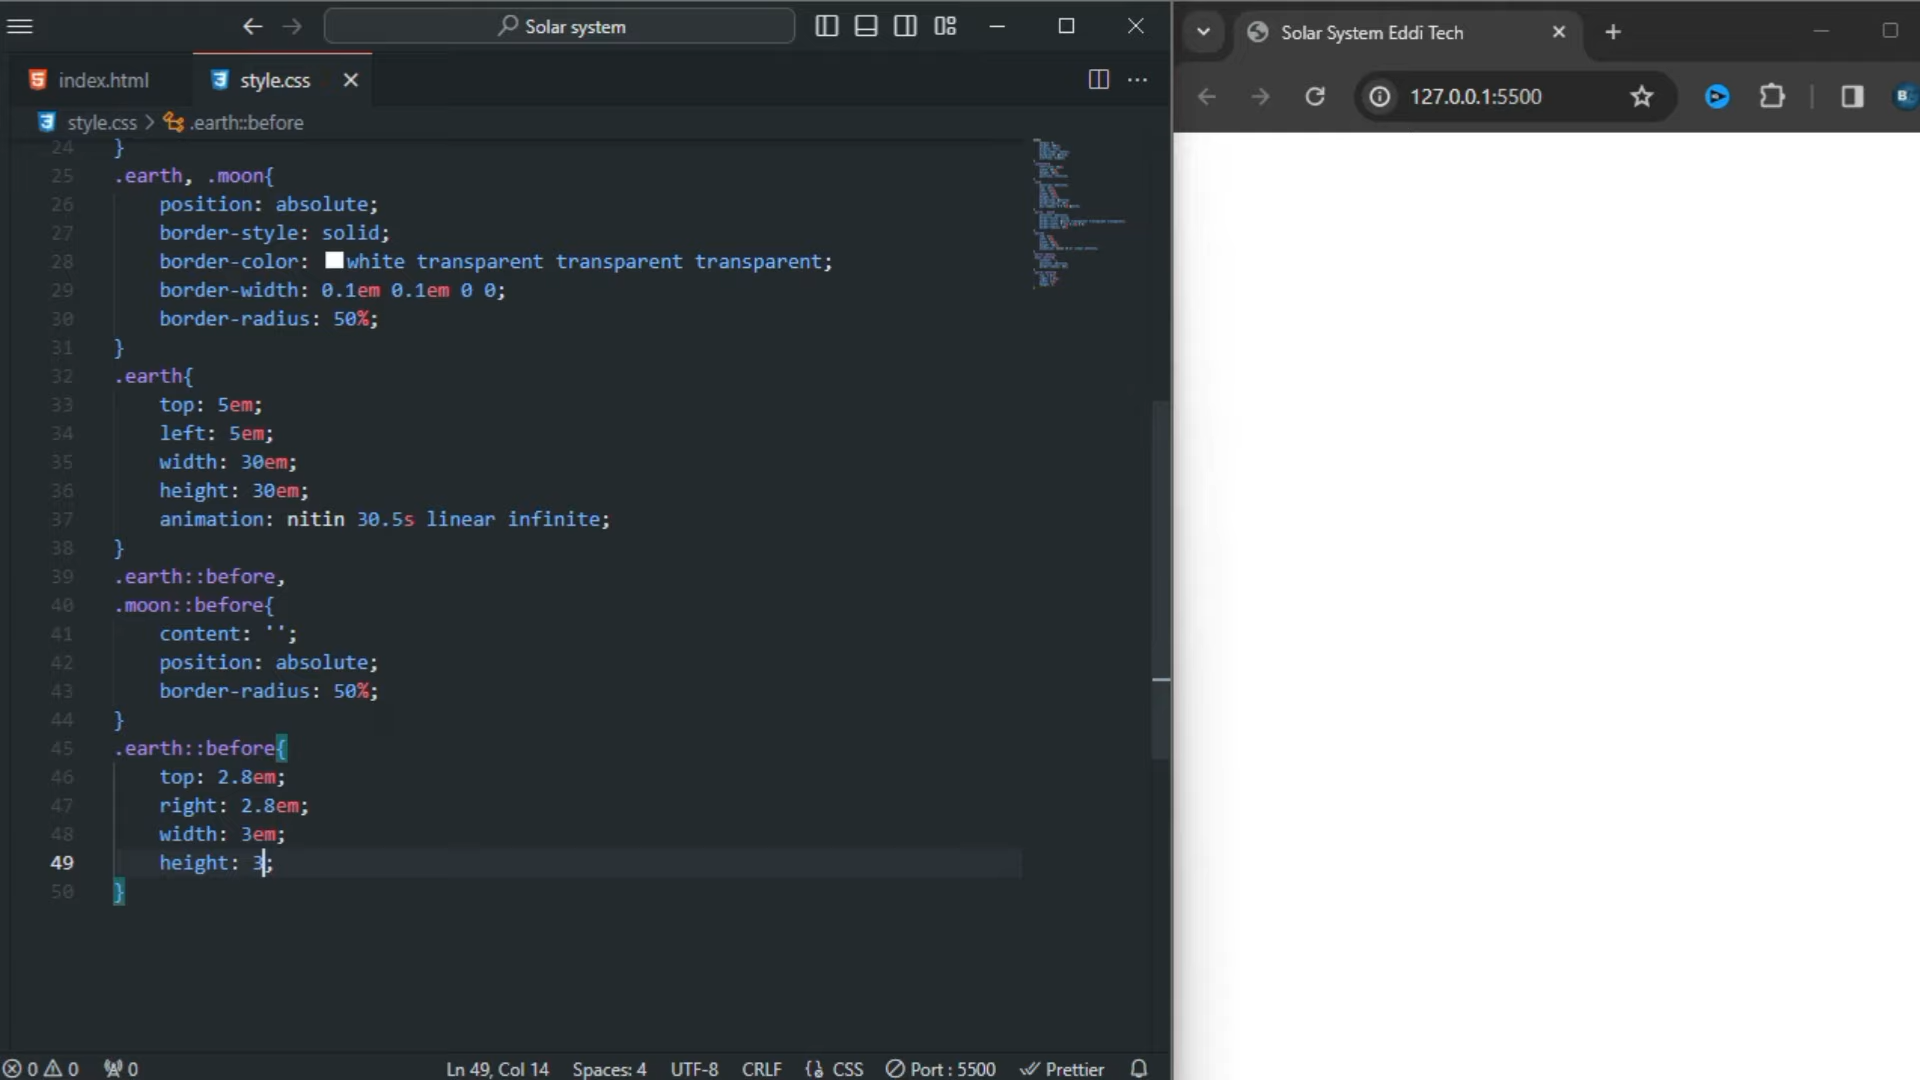 Solar system
index.html
style.css
style.css > .earth::before
24 }
25 .earth, .moon{
26 position: absolute;
27 border-style: solid;
28 border-color: white transparent transparent transparent;
29 border-width: 0.1em 0.1em 0 0;
30 border-radius: 50%;
31 }
32 .earth{
33 top: 5em;
34 left: 5em;
35 width: 30em;
36 height: 30em;
37 animation: nitin 30.5s linear infinite;
38 }
39 .earth::before,
40 .moon::before{
41 content: '';
42 position: absolute;
43 border-radius: 50%;
44 }
45 .earth::before{
46 top: 2.8em;
47 right: 2.8em;
48 width: 3em;
49 height: 3;
50 }
0 0 0 Ln 49, Col 14 Spaces: 4 UTF-8 CRLF CSS Port : 5500 Prettier
Solar System Eddi Tech
127.0.0.1:5500